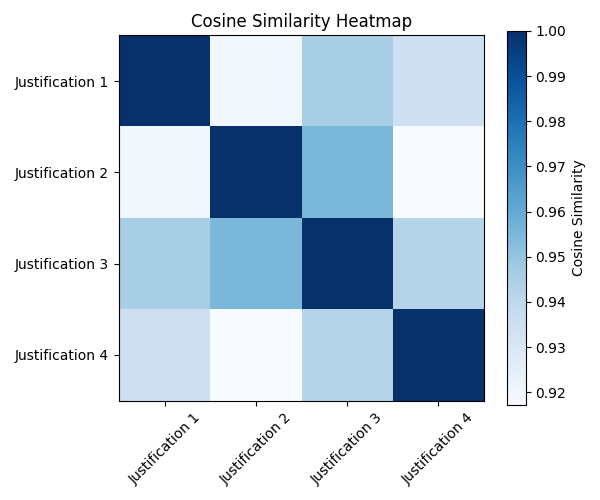 Cosine Similarity Heatmap
Justification 1
Justification 2
Justification 3
Justification 4
Justification 1
Justification 2
Justification 3
Justification 4
1.00
0.99
0.98
0.97
0.96
0.95
0.94
0.93
0.92
Cosine Similarity